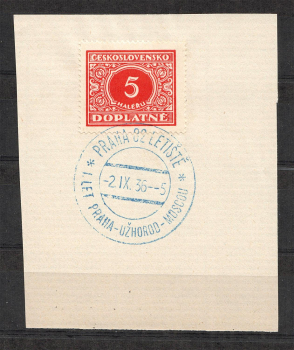 ČESKOSLOVENSKO
5
HALÉŘŮ
DOPLATNÉ
PRAHA 82 LETIŠTĚ
-2.IX.36--5
* I LET PRAHA-UŽHOROD-MOSCOU *